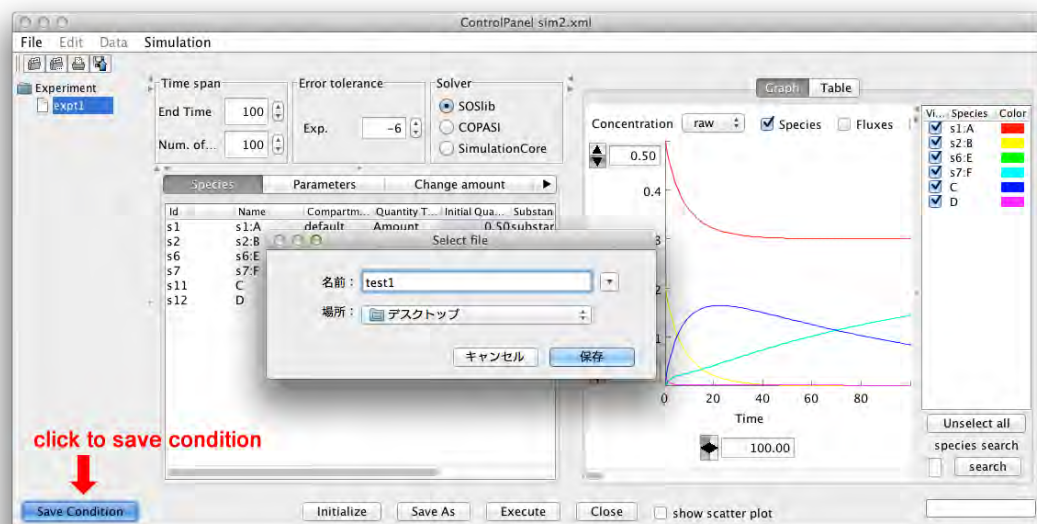 ControlPanel sim2.xml
File Edit Data Simulation
Experiment
expt1
Time span
End Time 100
Num. of... 100
Error tolerance
Exp. -6
Solver
SOSlib
COPASI
SimulationCore
Species Parameters Change amount
Id Name Compartm... Quantity T... Initial Qua... Substan
s1 s1:A default Amount 0.50 substar
s2 s2:B
s6 s6:E
s7 s7:F
s11 C
s12 D
Select file
名前： test1
場所： デスクトップ
キャンセル 保存
Graph Table
Concentration raw Species Fluxes
0.50
0.4
3
2
1
0 20 40 60 80
Time
100.00
Vi... Species Color
s1:A
s2:B
s6:E
s7:F
C
D
Unselect all
species search
search
click to save condition
Save Condition Initialize Save As Execute Close show scatter plot